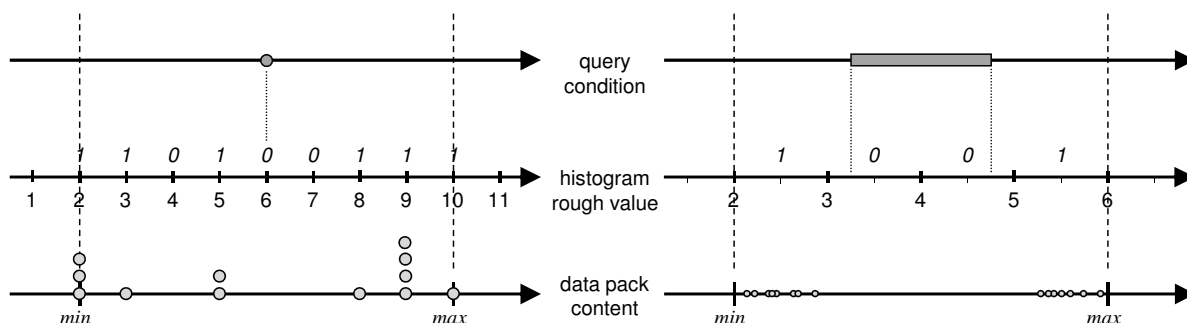 query
condition
1 1 0 1 0 0 1 1 1
1 0 0 1
1 2 3 4 5 6 7 8 9 10 11
histogram
rough value
2 3 4 5 6
data pack
content
min max
min max